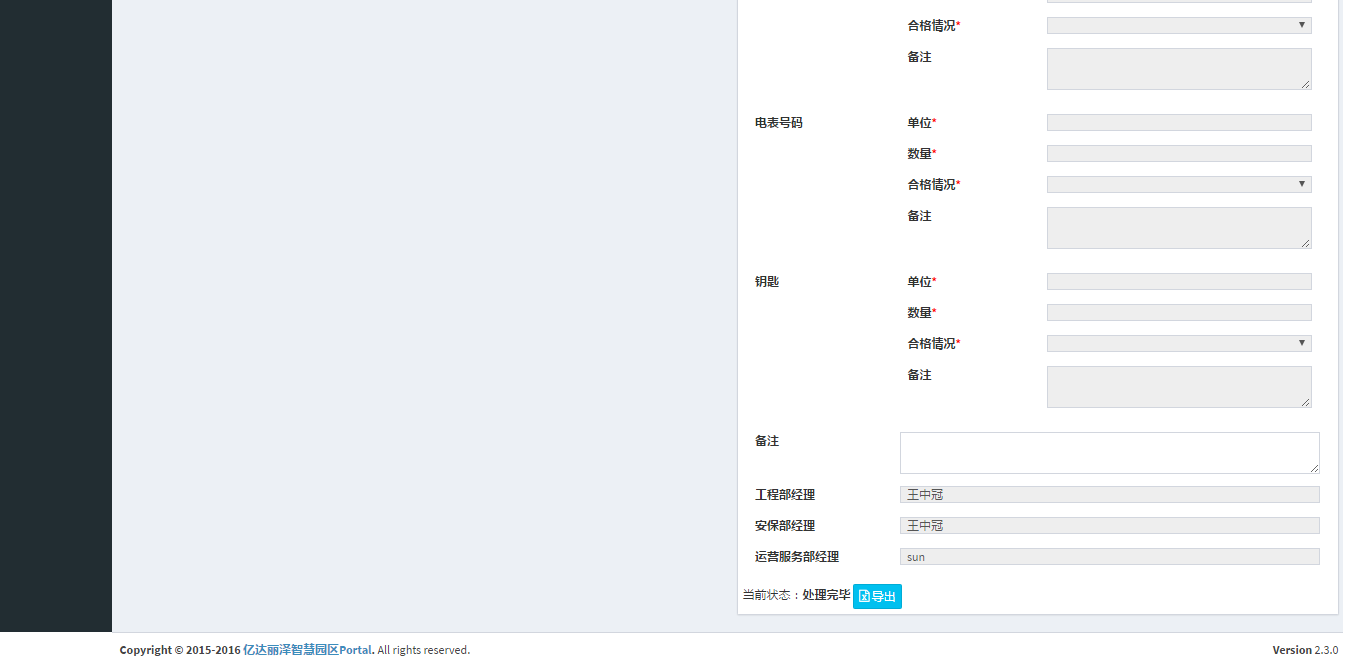 合格情况*
备注
电表号码 单位*
数量*
合格情况*
备注
钥匙 单位*
数量*
合格情况*
备注
备注
工程部经理 王中冠
安保部经理 王中冠
运营服务部经理 sun
当前状态：处理完毕 导出
Copyright © 2015-2016 亿达丽泽智慧园区Portal. All rights reserved. Version 2.3.0